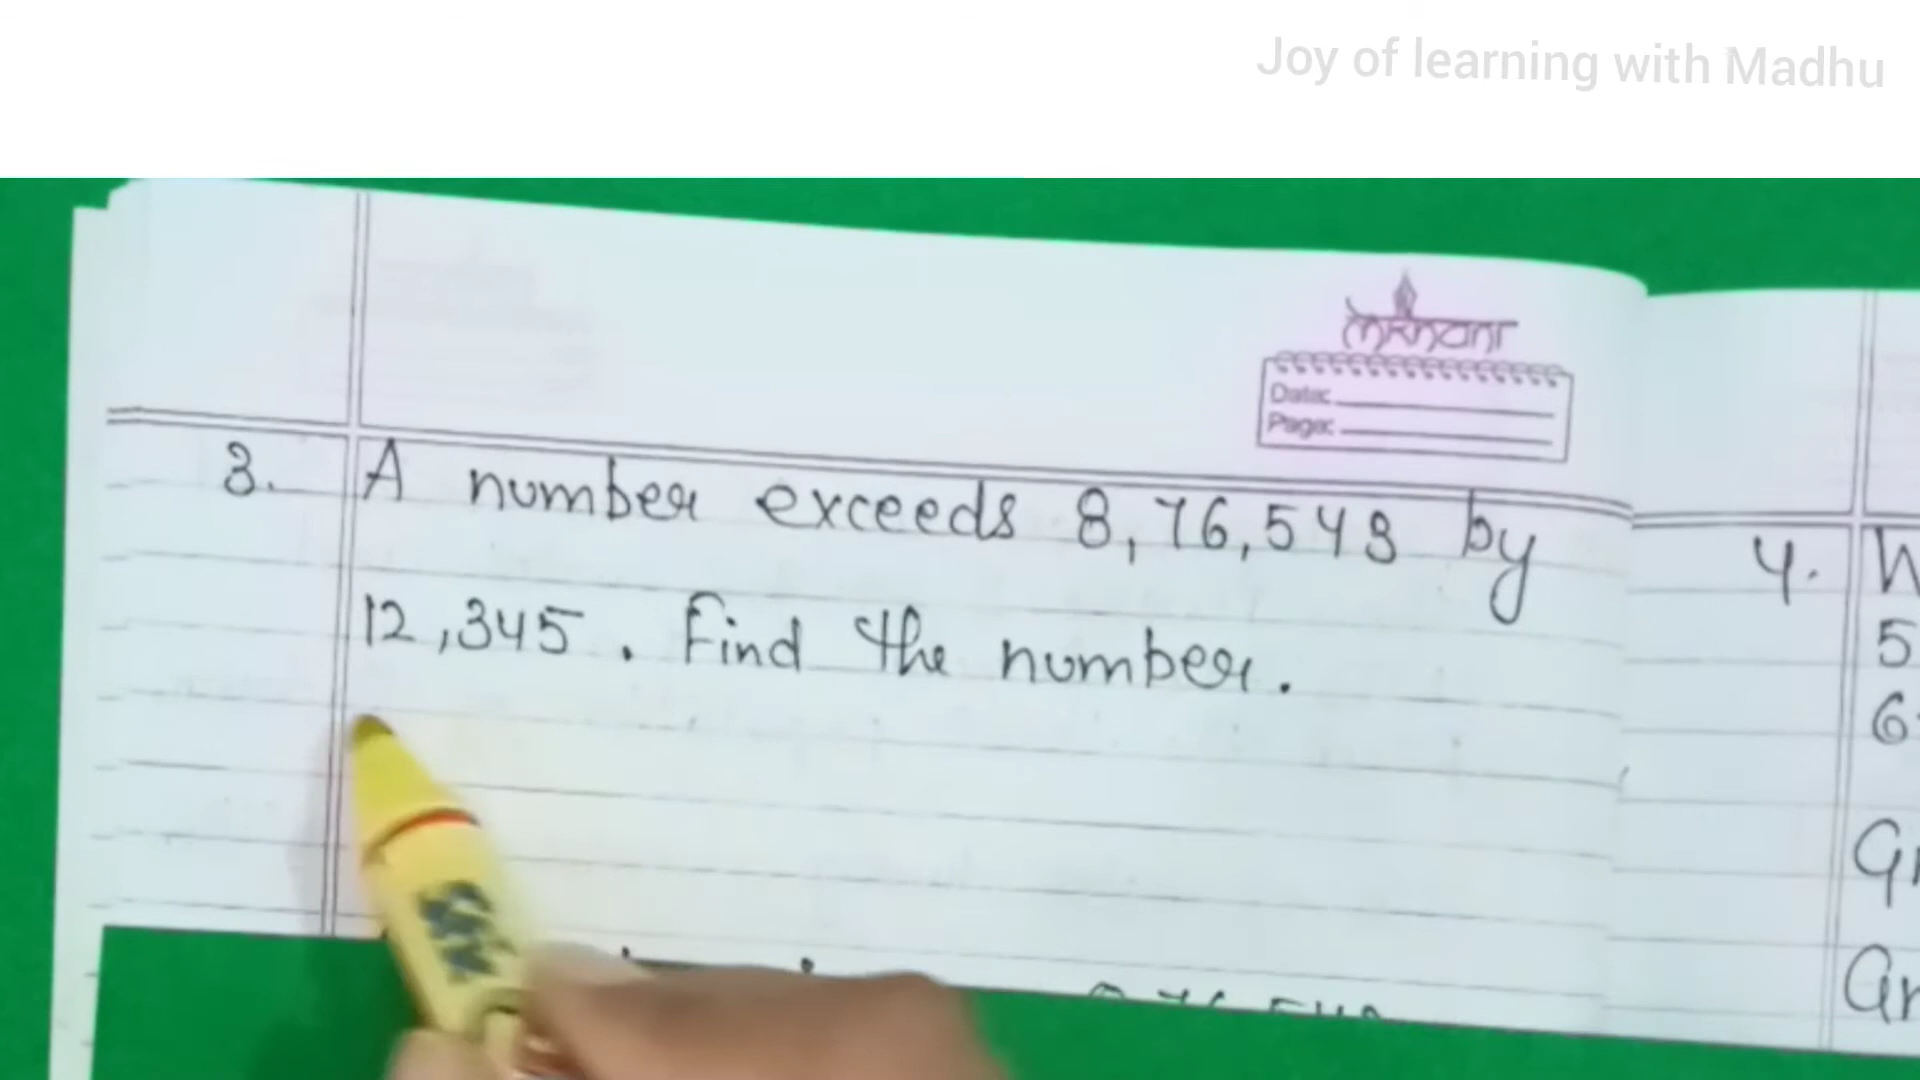 Joy of learning with Madhu
Date:
Page:
3. A number exceeds 8,76,543 by
12,345. Find the number.
4.
5
6